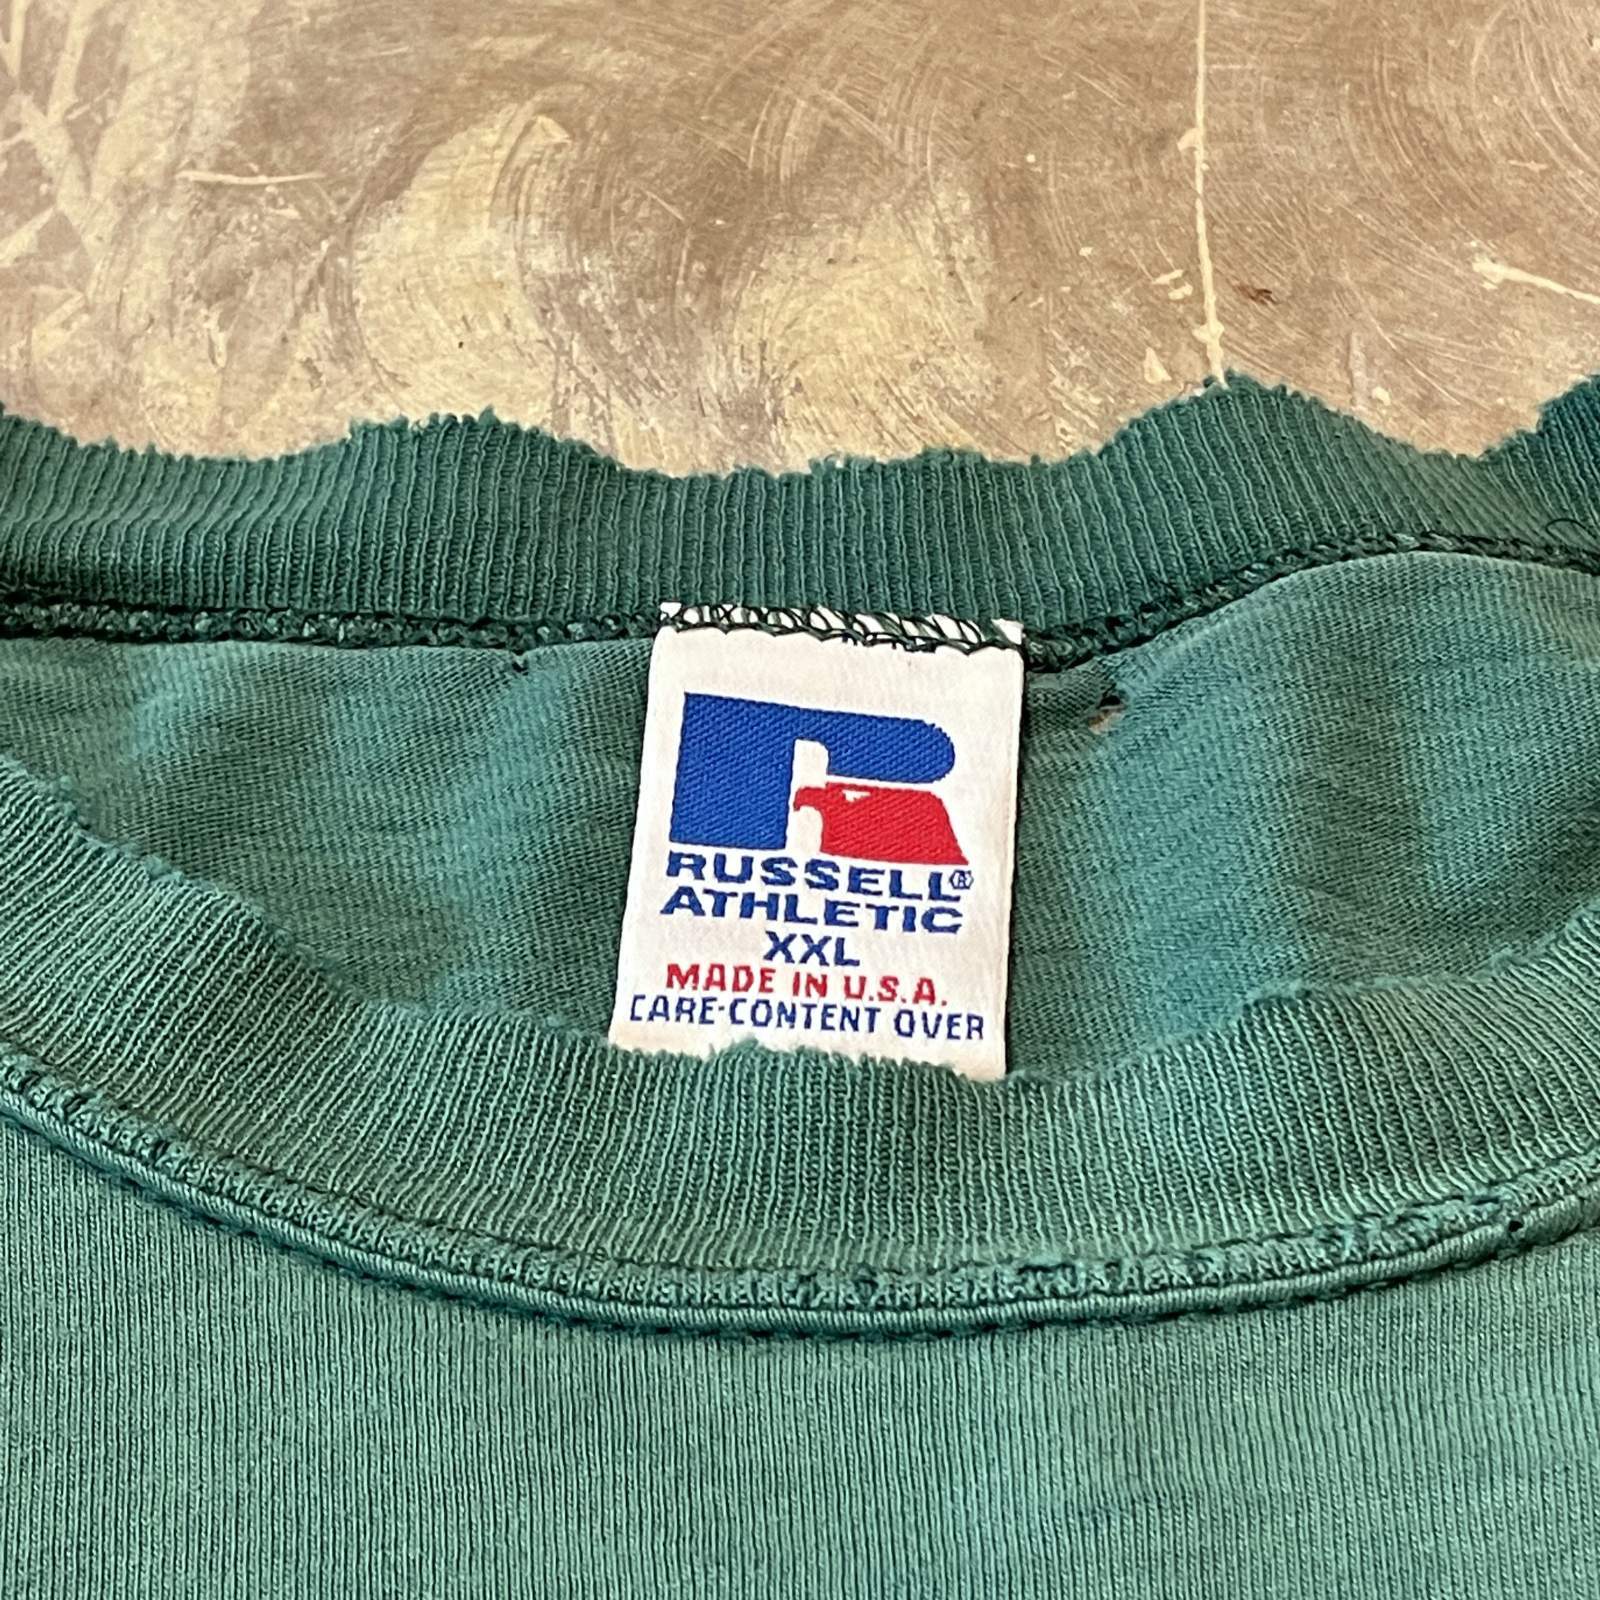 R
RUSSELL®
ATHLETIC
XXL
MADE IN U.S.A.
CARE-CONTENT OVER